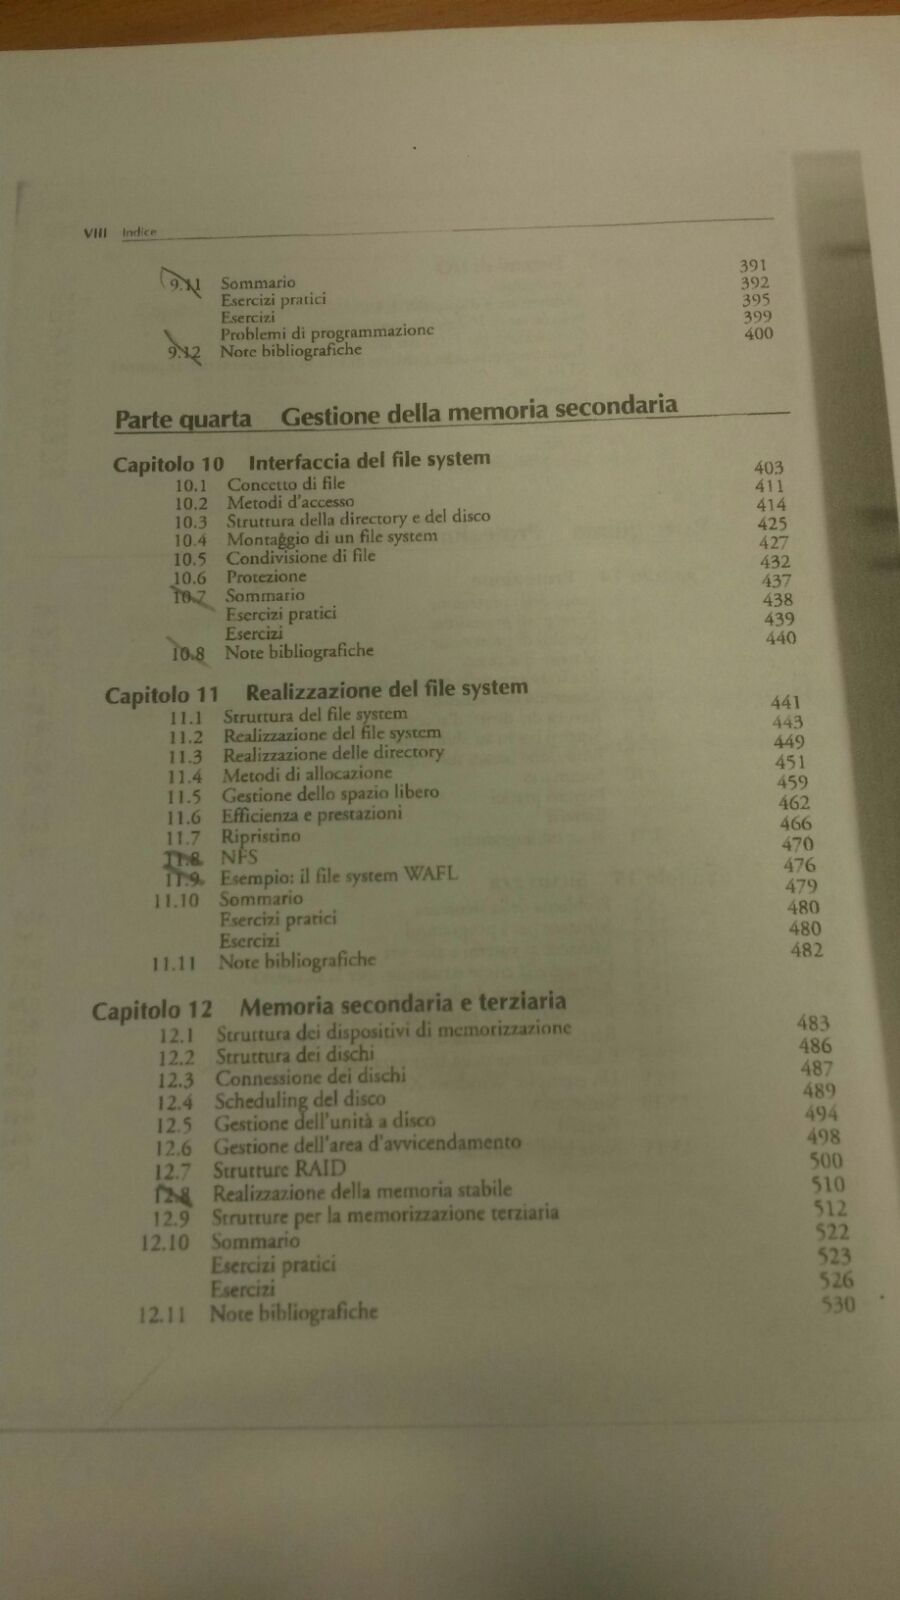 VIII Indice
9.11 Sommario 391
Esercizi pratici 392
Esercizi 395
Problemi di programmazione 399
9.12 Note bibliografiche 400
Parte quarta Gestione della memoria secondaria
Capitolo 10 Interfaccia del file system
10.1 Concetto di file 403
10.2 Metodi d'accesso 411
10.3 Struttura della directory e del disco 414
10.4 Montaggio di un file system 425
10.5 Condivisione di file 427
10.6 Protezione 432
10.7 Sommario 437
Esercizi pratici 438
Esercizi 439
10.8 Note bibliografiche 440
Capitolo 11 Realizzazione del file system
11.1 Struttura del file system 441
11.2 Realizzazione del file system 443
11.3 Realizzazione delle directory 449
11.4 Metodi di allocazione 451
11.5 Gestione dello spazio libero 459
11.6 Efficienza e prestazioni 462
11.7 Ripristino 466
11.8 NFS 470
11.9 Esempio: il file system WAFL 476
11.10 Sommario 479
Esercizi pratici 480
Esercizi 480
11.11 Note bibliografiche 482
Capitolo 12 Memoria secondaria e terziaria
12.1 Struttura dei dispositivi di memorizzazione 483
12.2 Struttura dei dischi 486
12.3 Connessione dei dischi 487
12.4 Scheduling del disco 489
12.5 Gestione dell'unità a disco 494
12.6 Gestione dell'area d'avvicendamento 498
12.7 Strutture RAID 500
12.8 Realizzazione della memoria stabile 510
12.9 Strutture per la memorizzazione terziaria 512
12.10 Sommario 522
Esercizi pratici 523
Esercizi 526
12.11 Note bibliografiche 530